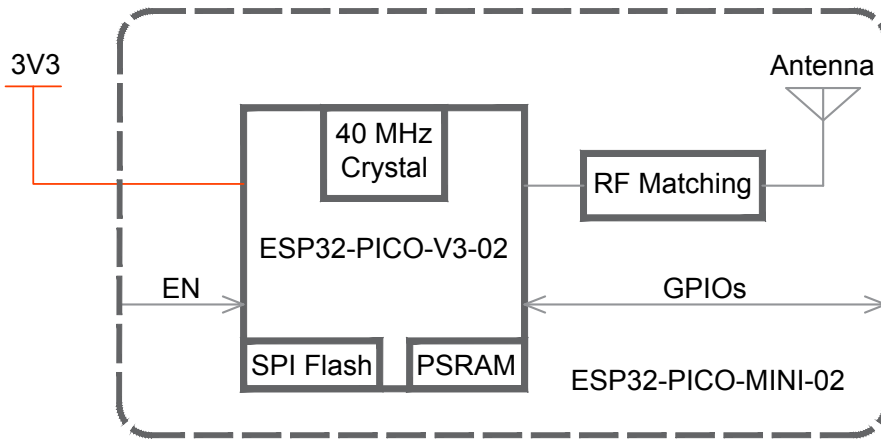 3V3
Antenna
40 MHz
Crystal
RF Matching
ESP32-PICO-V3-02
EN
GPIOs
SPI Flash
PSRAM
ESP32-PICO-MINI-02